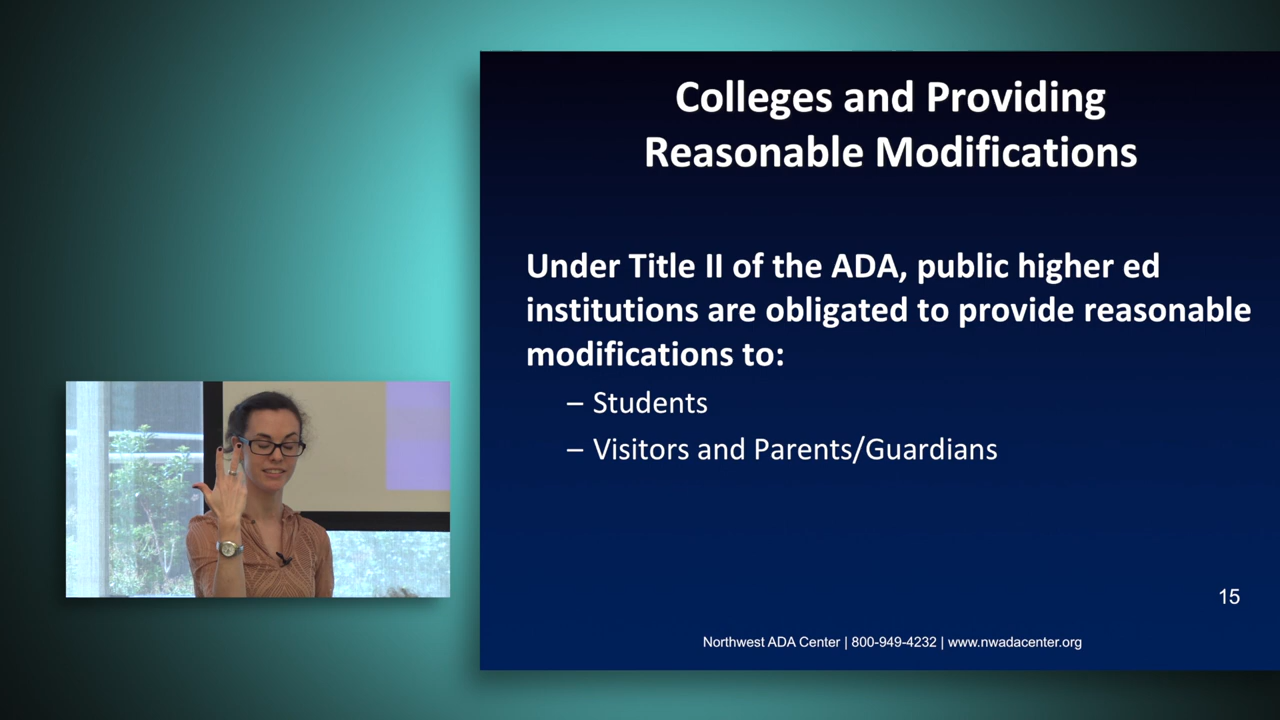 Colleges and Providing
Reasonable Modifications
Under Title II of the ADA, public higher ed
institutions are obligated to provide reasonable
modifications to:
– Students
– Visitors and Parents/Guardians
15
Northwest ADA Center | 800-949-4232 | www.nwadacenter.org